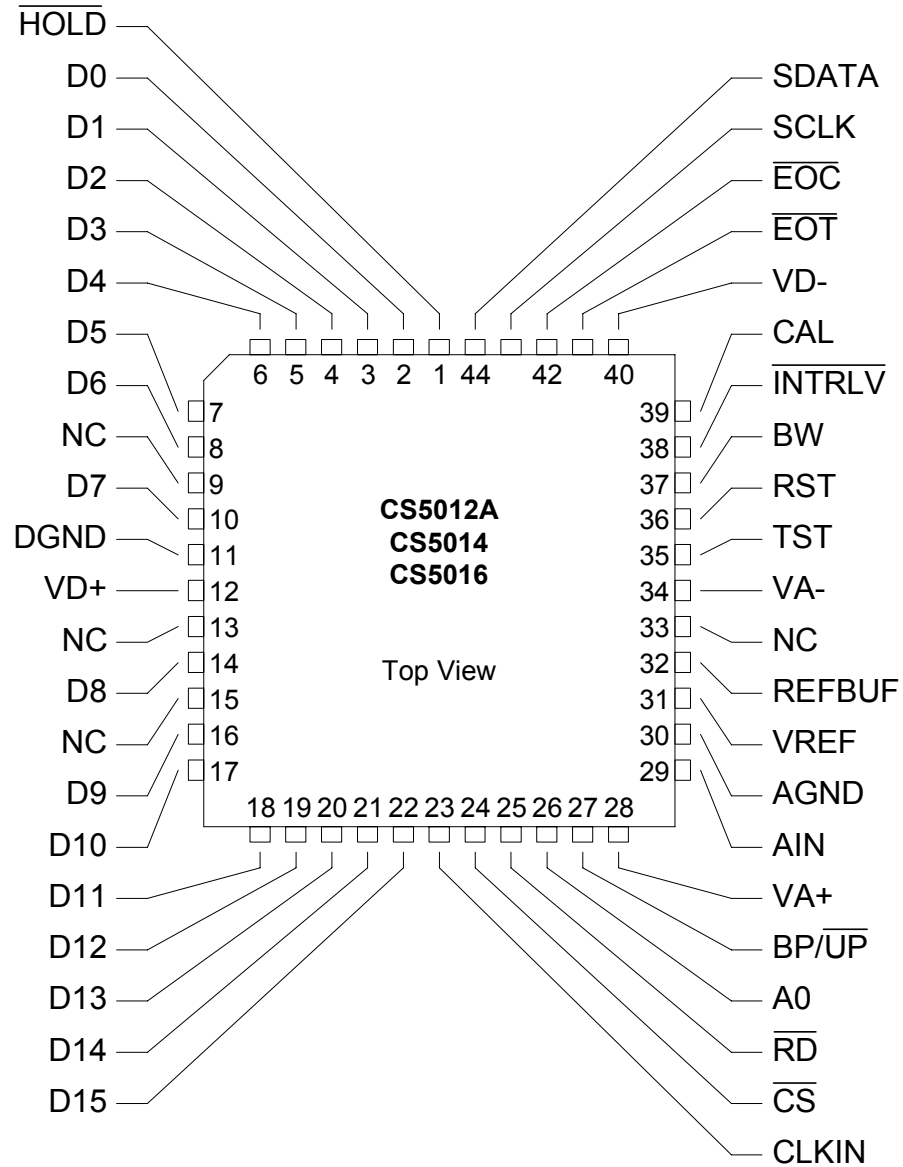 HOLD
D0
D1
D2
D3
D4
D5
D6
NC
D7
DGND
VD+
NC
D8
NC
D9
D10
D11
D12
D13
D14
D15
SDATA
SCLK
EOC
EOT
VD-
CAL
INTRLV
BW
RST
TST
VA-
NC
REFBUF
VREF
AGND
AIN
VA+
BP/UP
A0
RD
CS
CLKIN
6 5 4 3 2 1 44 42 40
7
8
9
10
11
12
13
14
15
16
17
39
38
37
36
35
34
33
32
31
30
29
18 19 20 21 22 23 24 25 26 27 28
CS5012A
CS5014
CS5016
Top View